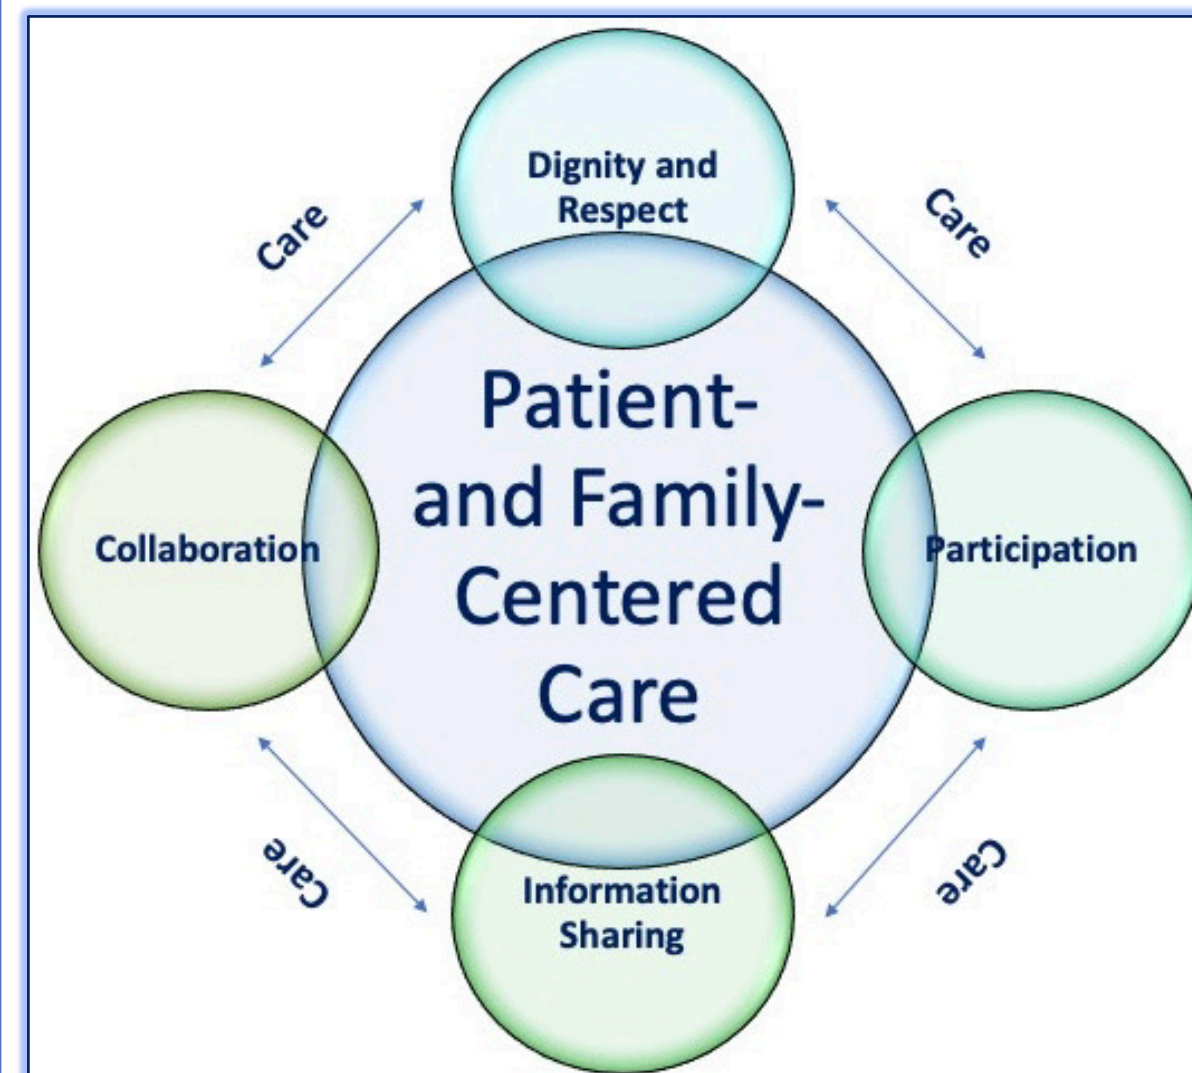 Dignity and
Respect
Care
Care
Patient-
and Family-
Centered
Care
Collaboration
Participation
Information
Sharing
Care
Care